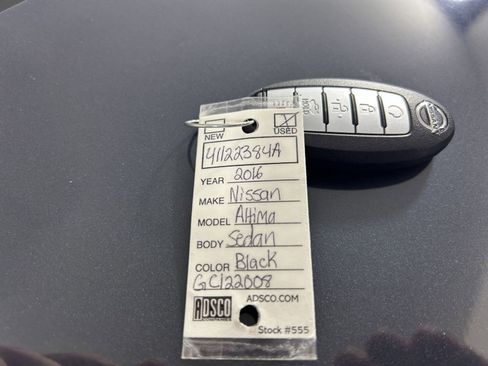 NEW USED
41122384A
YEAR 2016
MAKE Nissan
MODEL Altima
BODY Sedan
COLOR Black
GC122008
ADSCO ADSCO.COM
Stock #555